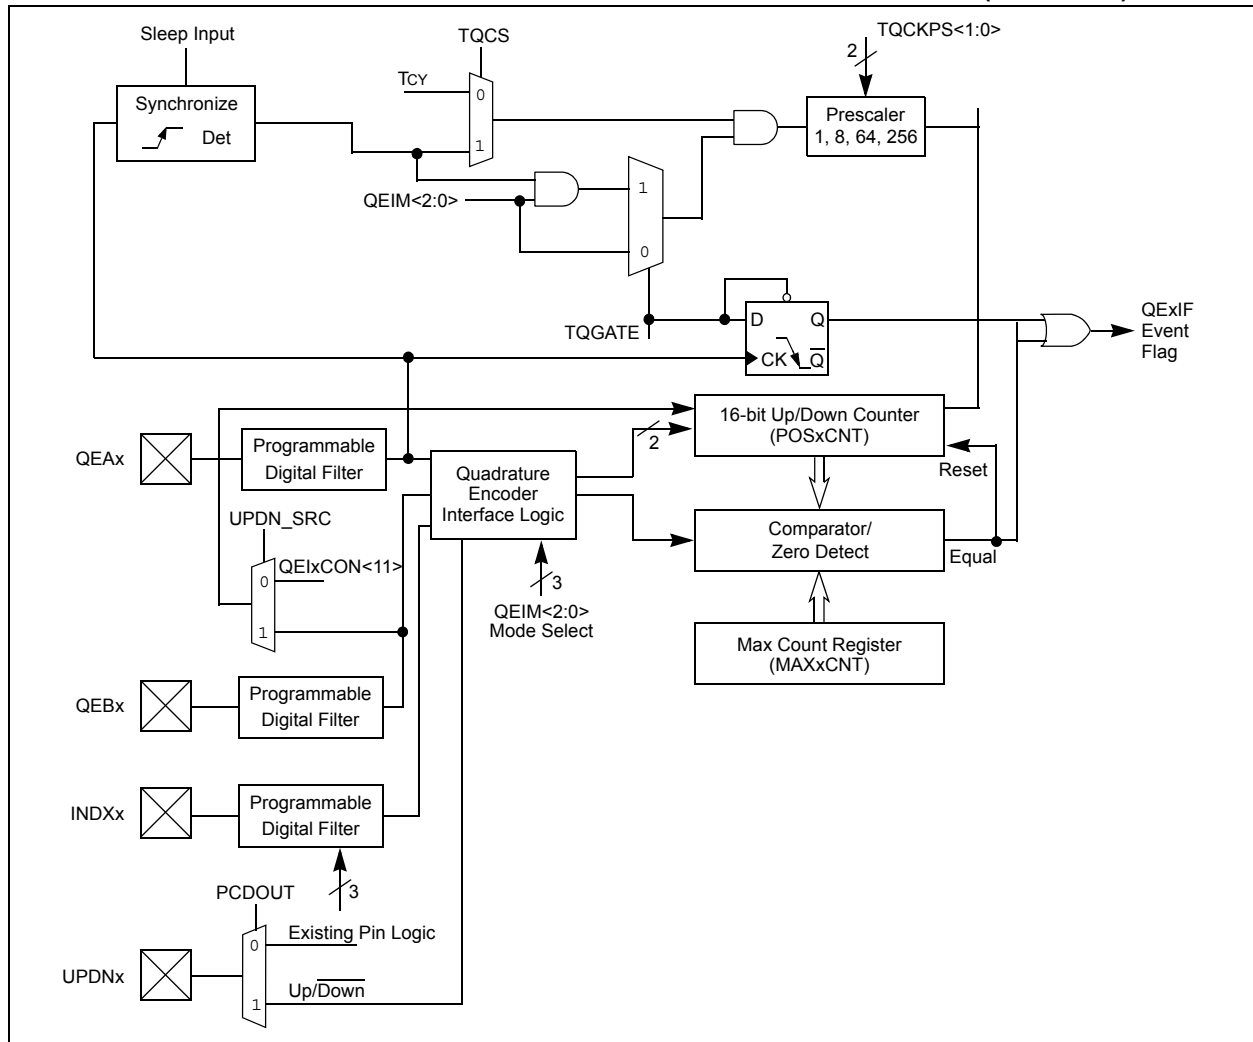 Sleep Input
TQCS
TQCKPS<1:0>
2
TCY
0
1
Synchronize
Det
Prescaler
1, 8, 64, 256
QEIM<2:0>
1
0
TQGATE
D
Q
CK
Q
QExIF
Event
Flag
QEAx
Programmable
Digital Filter
Quadrature
Encoder
Interface Logic
2
16-bit Up/Down Counter
(POSxCNT)
Reset
UPDN_SRC
0
QEIxCON<11>
1
3
QEIM<2:0>
Mode Select
Comparator/
Zero Detect
Equal
Max Count Register
(MAXxCNT)
QEBx
Programmable
Digital Filter
INDXx
Programmable
Digital Filter
3
PCDOUT
0
Existing Pin Logic
UPDNx
1
Up/Down